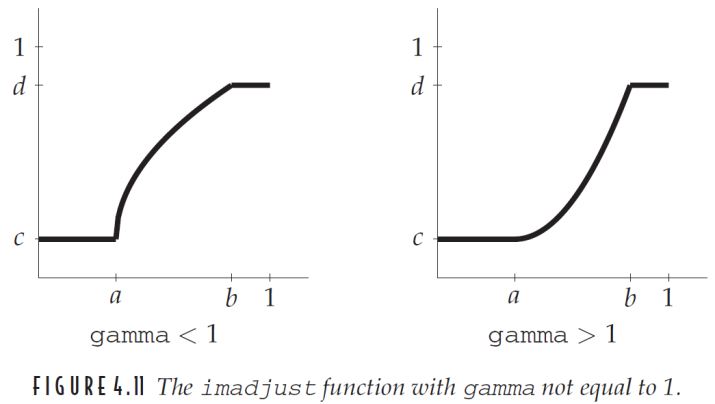 1
d
c
a b 1
gamma < 1
1
d
c
a b 1
gamma > 1
FIGURE 4.11 The imadjust function with gamma not equal to 1.